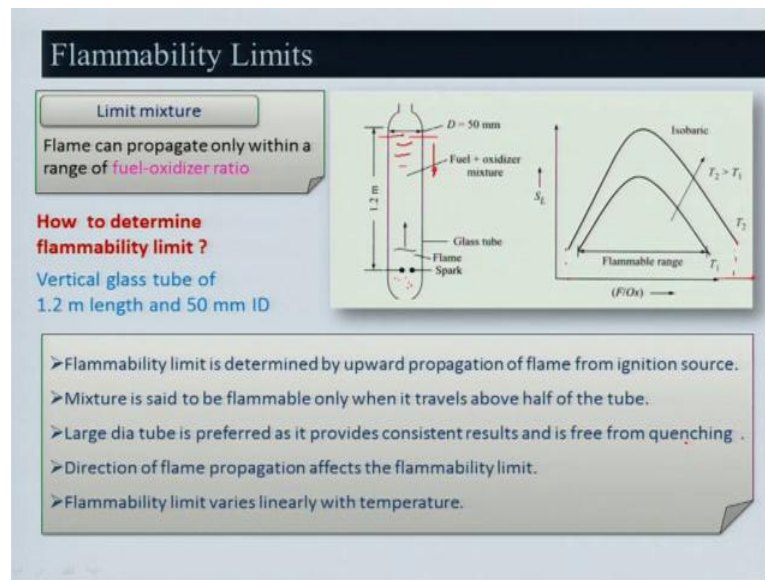 Flammability Limits
Limit mixture
Flame can propagate only within a
range of fuel-oxidizer ratio
How to determine
flammability limit ?
Vertical glass tube of
1.2 m length and 50 mm ID
D = 50 mm
Fuel + oxidizer
mixture
1.2 m
Glass tube
Flame
Spark
Isobaric
T₂ > T₁
S_L
T₂
Flammable range
T₁
(F/Ox)
➢Flammability limit is determined by upward propagation of flame from ignition source.
➢Mixture is said to be flammable only when it travels above half of the tube.
➢Large dia tube is preferred as it provides consistent results and is free from quenching .
➢Direction of flame propagation affects the flammability limit.
➢Flammability limit varies linearly with temperature.